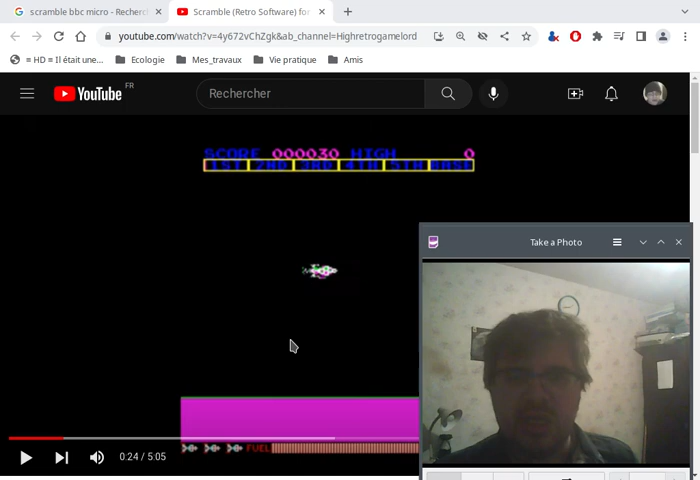 scramble bbc micro - Recherch
Scramble (Retro Software) for
youtube.com/watch?v=4y672vChZgk&ab_channel=Highretrogamelord
= HD = Il était une...
Ecologie
Mes_travaux
Vie pratique
Amis
YouTube FR
Rechercher
SCORE 000030 HIGH 0
1ST 2ND 3RD 4TH 5TH BASE
Take a Photo
FUEL
0:24 / 5:05